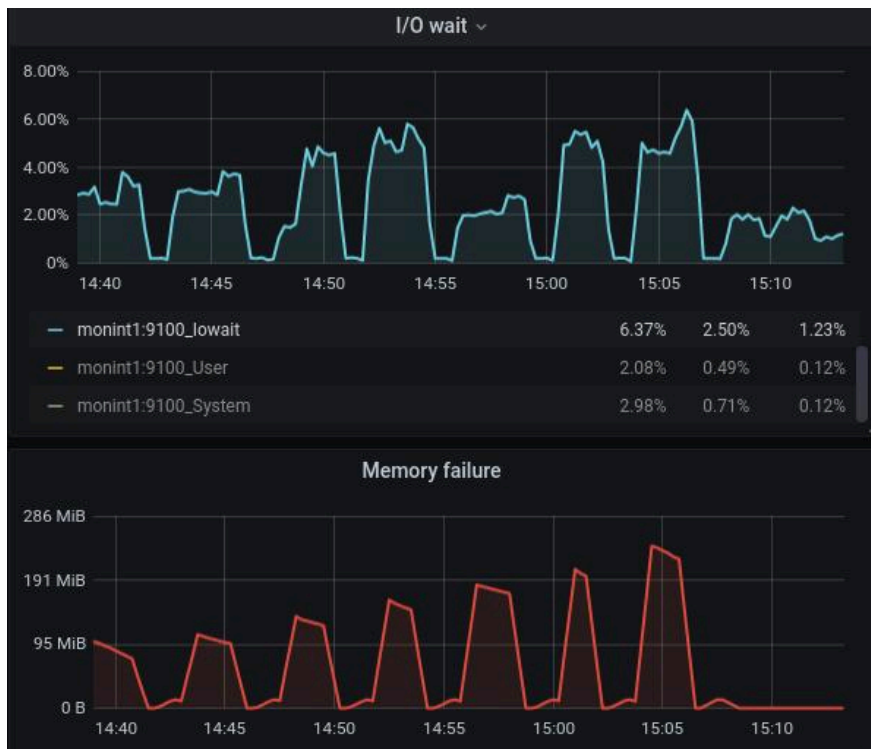 I/O wait
8.00%
6.00%
4.00%
2.00%
0%
14:40 14:45 14:50 14:55 15:00 15:05 15:10
monint1:9100_Iowait 6.37% 2.50% 1.23%
monint1:9100_User 2.08% 0.49% 0.12%
monint1:9100_System 2.98% 0.71% 0.12%
Memory failure
286 MiB
191 MiB
95 MiB
0 B
14:40 14:45 14:50 14:55 15:00 15:05 15:10